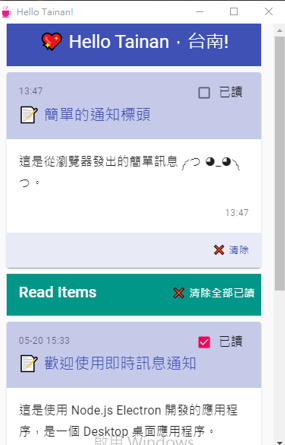 Hello Tainan!
💖 Hello Tainan，台南!
13:47
已讀
📝 簡單的通知標頭
這是從瀏覽器發出的簡單訊息 ༼つ ◕_◕༽
つ。
13:47
❌ 清除
Read Items
❌ 清除全部已讀
05-20 15:33
已讀
📝 歡迎使用即時訊息通知
這是使用 Node.js Electron 開發的應用程
序，是一個 Desktop 桌面應用程序。
啟用 Windows